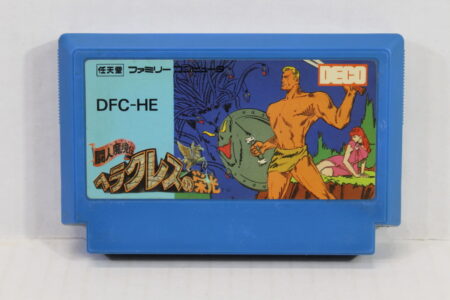 任天堂 ファミリー コンピュータ
DECO
DFC-HE
闘人魔境伝
ヘラクレスの栄光